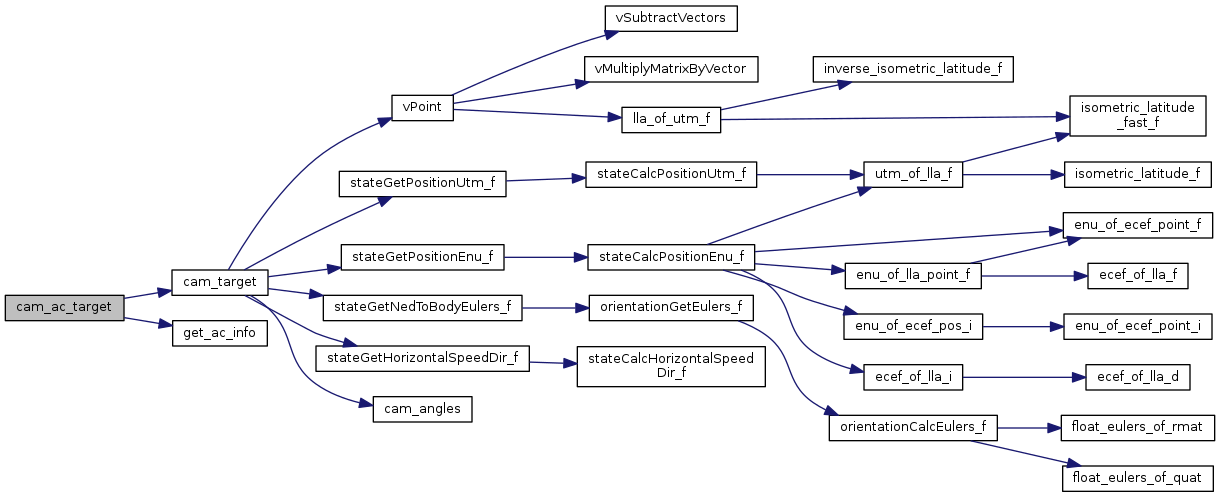 vSubtractVectors
vMultiplyMatrixByVector
inverse_isometric_latitude_f
vPoint
lla_of_utm_f
isometric_latitude
_fast_f
stateGetPositionUtm_f
stateCalcPositionUtm_f
utm_of_lla_f
isometric_latitude_f
enu_of_ecef_point_f
stateGetPositionEnu_f
stateCalcPositionEnu_f
cam_target
enu_of_lla_point_f
ecef_of_lla_f
cam_ac_target
stateGetNedToBodyEulers_f
orientationGetEulers_f
get_ac_info
enu_of_ecef_pos_i
enu_of_ecef_point_i
stateGetHorizontalSpeedDir_f
stateCalcHorizontalSpeed
Dir_f
ecef_of_lla_i
ecef_of_lla_d
cam_angles
orientationCalcEulers_f
float_eulers_of_rmat
float_eulers_of_quat